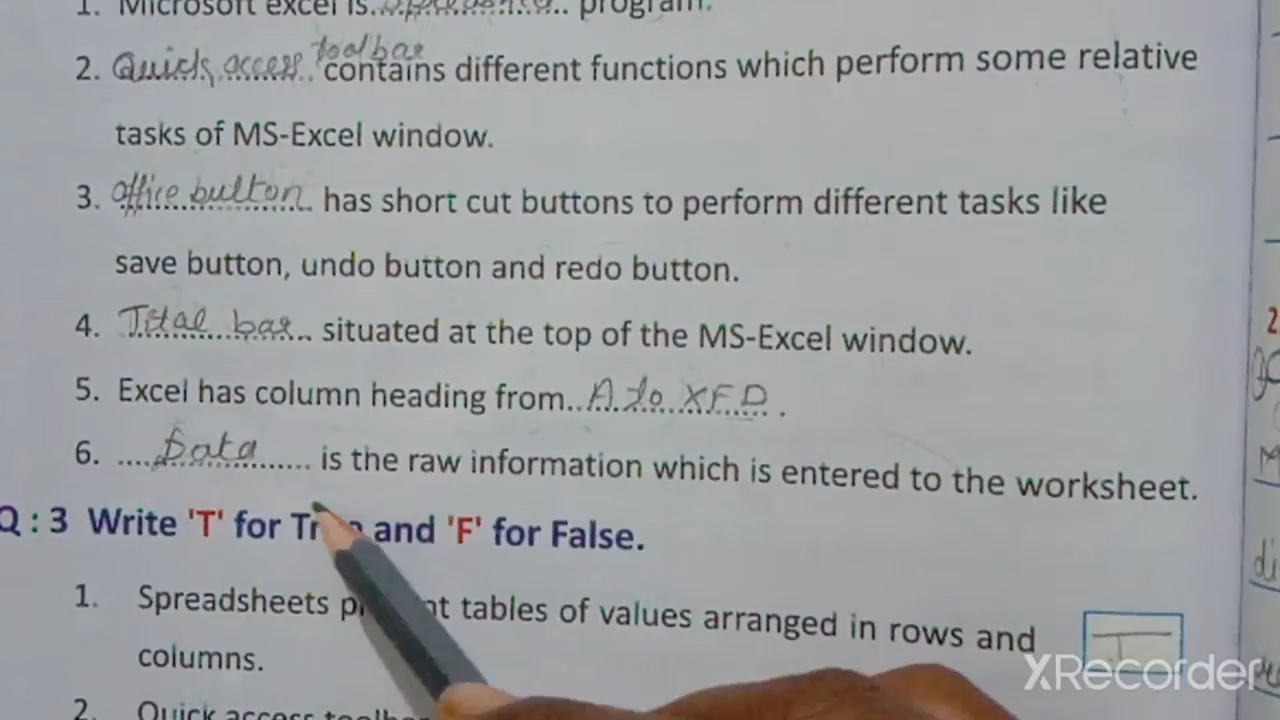 1. Microsoft excel is.................. program.
2. Quick access toolbar contains different functions which perform some relative
tasks of MS-Excel window.
3. Office button has short cut buttons to perform different tasks like
save button, undo button and redo button.
4. Tital bar situated at the top of the MS-Excel window.
5. Excel has column heading from A to XFD.
6. Data is the raw information which is entered to the worksheet.
Q : 3 Write 'T' for and 'F' for False.
1. Spreadsheets tables of values arranged in rows and T
columns.
2. Quick access
XRecorder